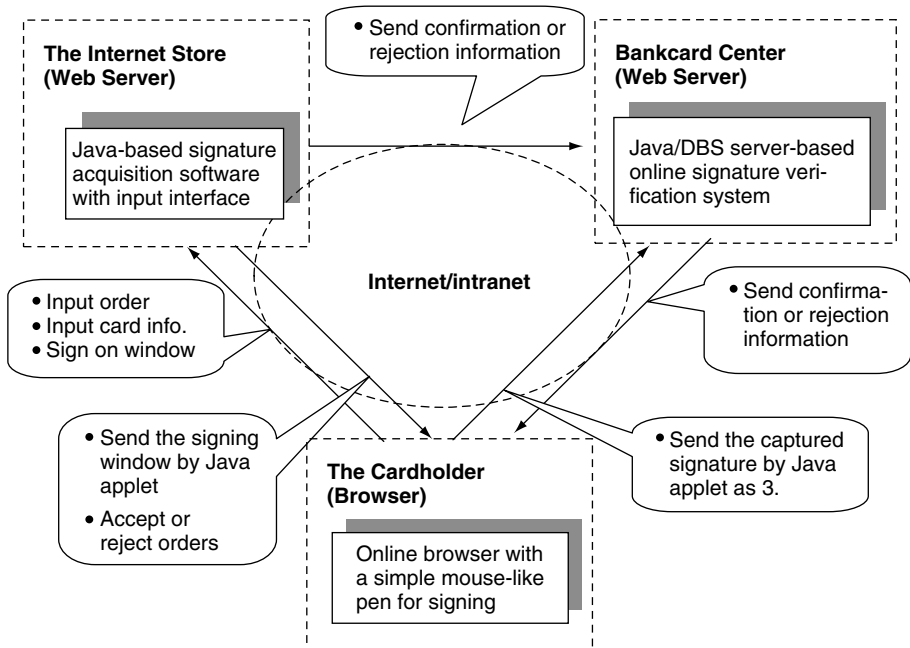 • Send confirmation or
rejection information
The Internet Store
(Web Server)
Java-based signature
acquisition software
with input interface
Bankcard Center
(Web Server)
Java/DBS server-based
online signature veri-
fication system
Internet/intranet
• Input order
• Input card info.
• Sign on window
• Send confirma-
tion or rejection
information
• Send the signing
window by Java
applet
• Accept or
reject orders
• Send the captured
signature by Java
applet as 3.
The Cardholder
(Browser)
Online browser with
a simple mouse-like
pen for signing